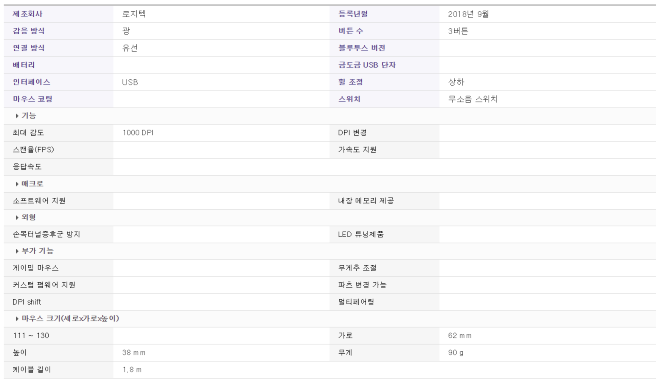 제조회사 로지텍 등록년월 2018년 9월
감응 방식 광 버튼 수 3버튼
연결 방식 유선 블루투스 버전
배터리 금도금 USB 단자
인터페이스 USB 휠 조절 상하
마우스 코팅 스위치 무소음 스위치
기능
최대 감도 1000 DPI DPI 변경
스캔율(FPS) 가속도 지원
응답속도
매크로
소프트웨어 지원 내장 메모리 제공
외형
손목터널증후군 방지 LED 튜닝제품
부가 기능
게이밍 마우스 무게추 조절
커스텀 펌웨어 지원 파츠 변경 가능
DPI shift 멀티페어링
마우스 크기(세로x가로x높이)
111 ~ 130 가로 62 mm
높이 38 mm 무게 90 g
케이블 길이 1.8 m